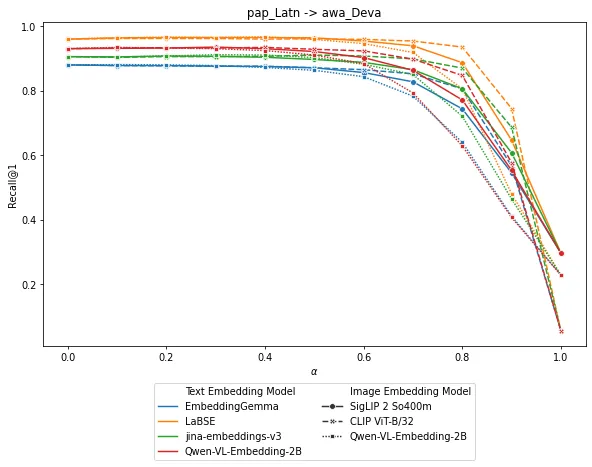 pap_Latn -> awa_Deva
1.0
0.8
0.6
0.4
0.2
Recall@1
0.0 0.2 0.4 0.6 0.8 1.0
α
Text Embedding Model Image Embedding Model
EmbeddingGemma SigLIP 2 So400m
LaBSE CLIP ViT-B/32
jina-embeddings-v3 Qwen-VL-Embedding-2B
Qwen-VL-Embedding-2B